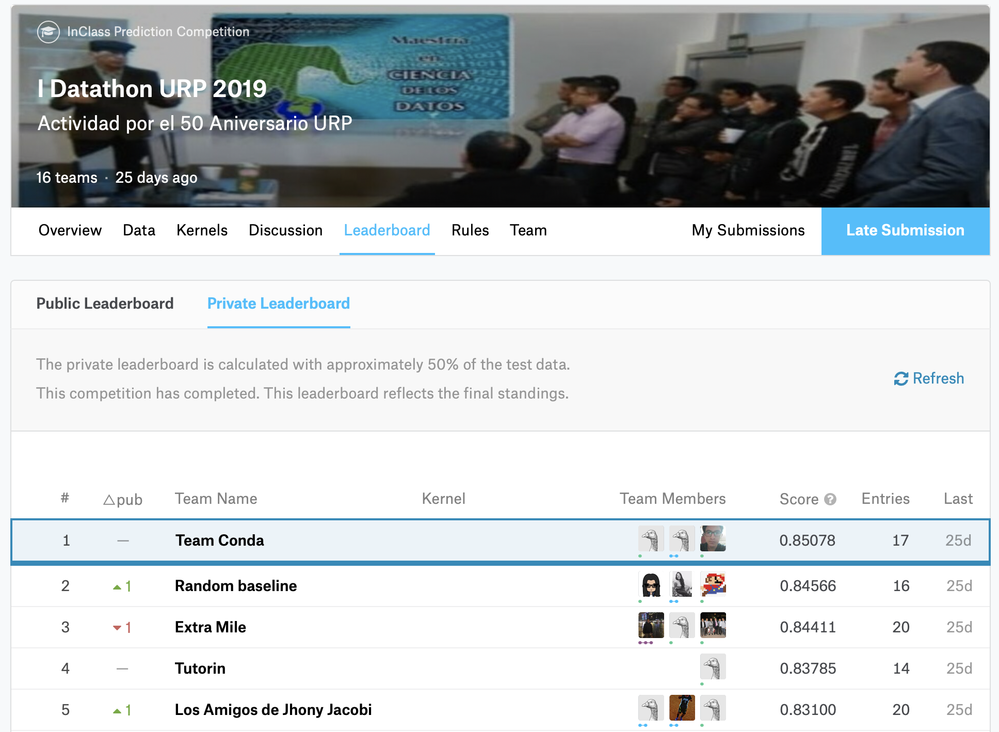 InClass Prediction Competition
Maestría
en
CIENCIA
DE LOS
DATOS
I Datathon URP 2019
Actividad por el 50 Aniversario URP
16 teams · 25 days ago
Overview Data Kernels Discussion Leaderboard Rules Team My Submissions Late Submission
Public Leaderboard Private Leaderboard
The private leaderboard is calculated with approximately 50% of the test data.
This competition has completed. This leaderboard reflects the final standings.
Refresh
# △pub Team Name Kernel Team Members Score ? Entries Last
1 — Team Conda 0.85078 17 25d
2 ▲1 Random baseline 0.84566 16 25d
3 ▼1 Extra Mile 0.84411 20 25d
4 — Tutorin 0.83785 14 25d
5 ▲1 Los Amigos de Jhony Jacobi 0.83100 20 25d